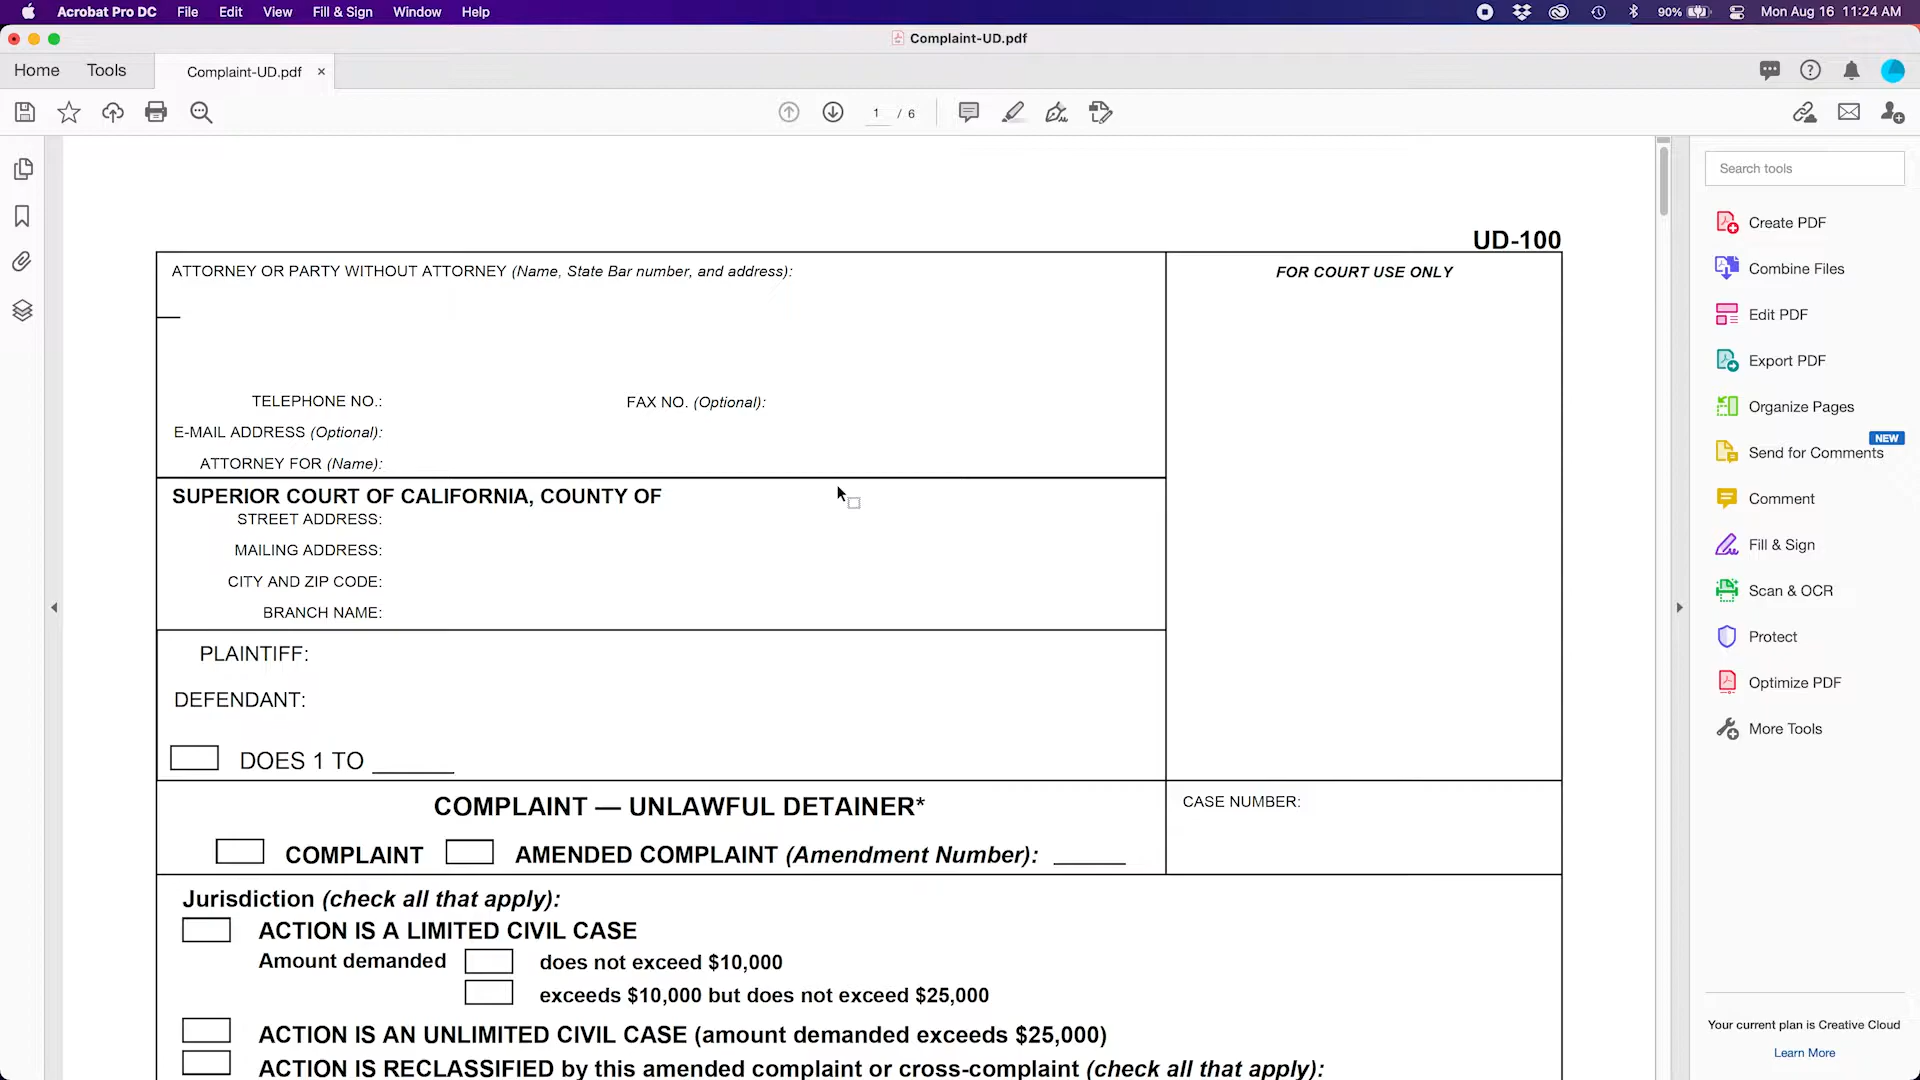 Acrobat Pro DC File Edit View Fill & Sign Window Help 90% Mon Aug 16 11:24 AM
Complaint-UD.pdf
Home Tools Complaint-UD.pdf ×
1 / 6
Search tools
Create PDF
Combine Files
Edit PDF
Export PDF
Organize Pages
NEW
Send for Comments
Comment
Fill & Sign
Scan & OCR
Protect
Optimize PDF
More Tools
Your current plan is Creative Cloud
Learn More
UD-100
ATTORNEY OR PARTY WITHOUT ATTORNEY (Name, State Bar number, and address):
FOR COURT USE ONLY
TELEPHONE NO.: FAX NO. (Optional):
E-MAIL ADDRESS (Optional):
ATTORNEY FOR (Name):
SUPERIOR COURT OF CALIFORNIA, COUNTY OF
STREET ADDRESS:
MAILING ADDRESS:
CITY AND ZIP CODE:
BRANCH NAME:
PLAINTIFF:
DEFENDANT:
DOES 1 TO ______
COMPLAINT — UNLAWFUL DETAINER*
CASE NUMBER:
COMPLAINT AMENDED COMPLAINT (Amendment Number): ______
Jurisdiction (check all that apply):
ACTION IS A LIMITED CIVIL CASE
Amount demanded does not exceed $10,000
exceeds $10,000 but does not exceed $25,000
ACTION IS AN UNLIMITED CIVIL CASE (amount demanded exceeds $25,000)
ACTION IS RECLASSIFIED by this amended complaint or cross-complaint (check all that apply):